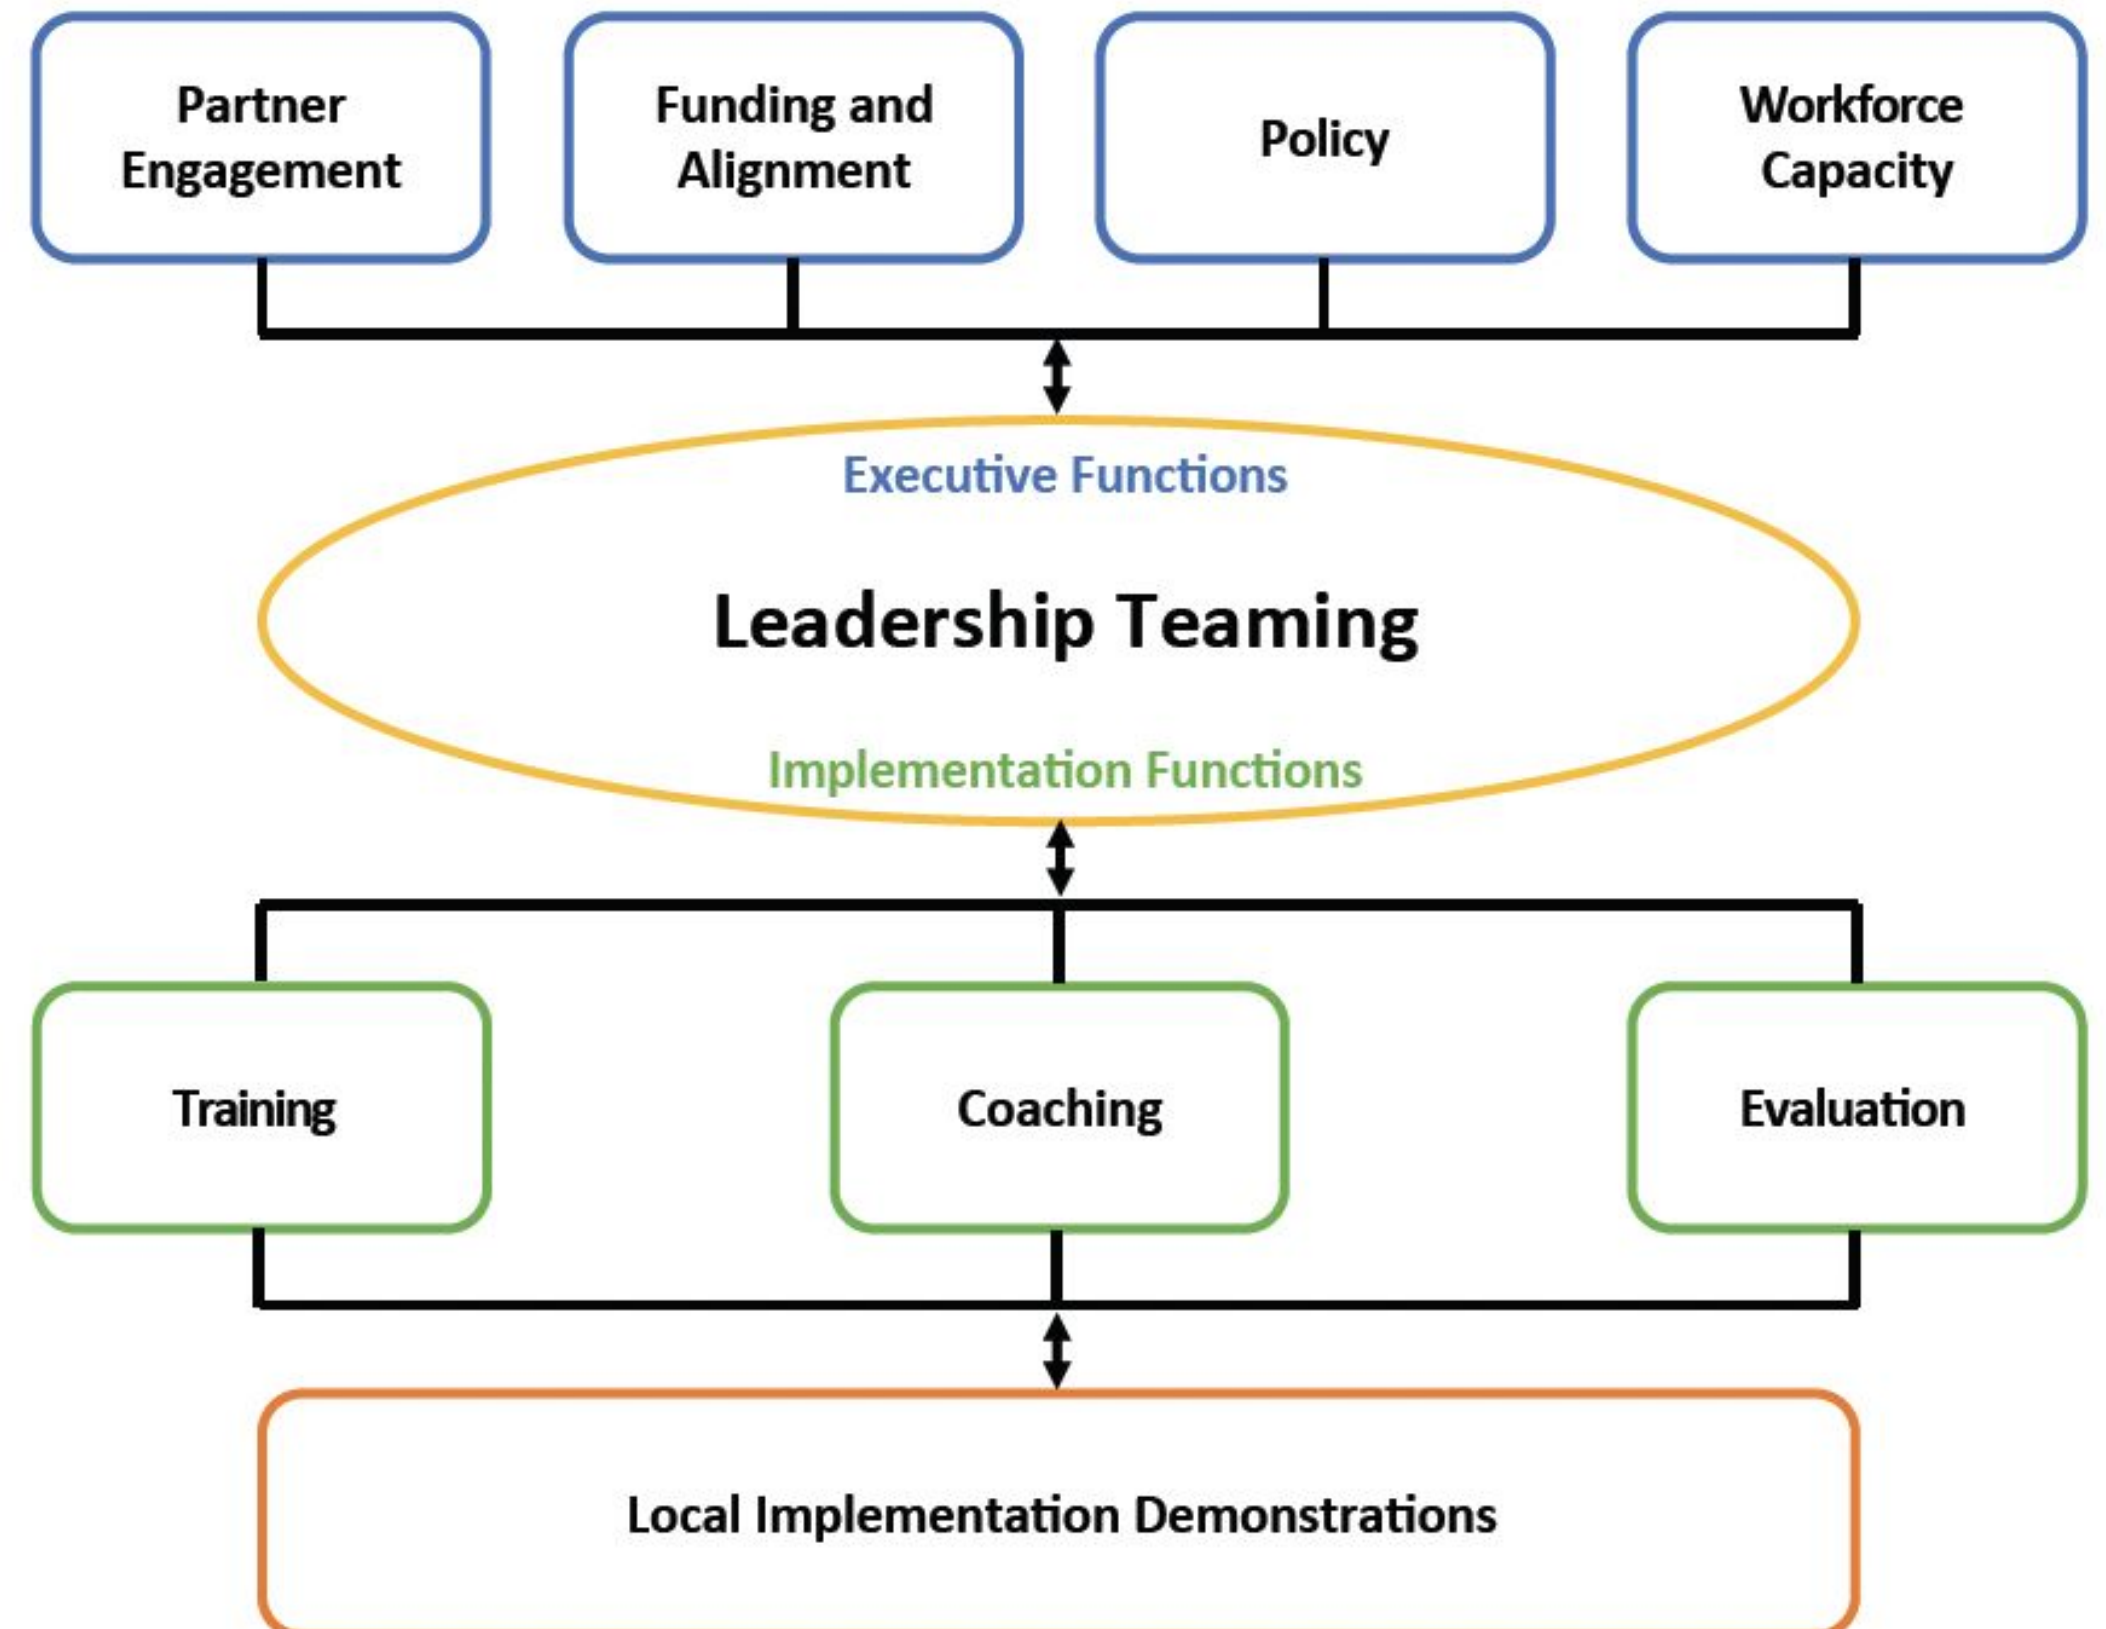 Partner
Engagement
Funding and
Alignment
Policy
Workforce
Capacity
Executive Functions
Leadership Teaming
Implementation Functions
Training
Coaching
Evaluation
Local Implementation Demonstrations